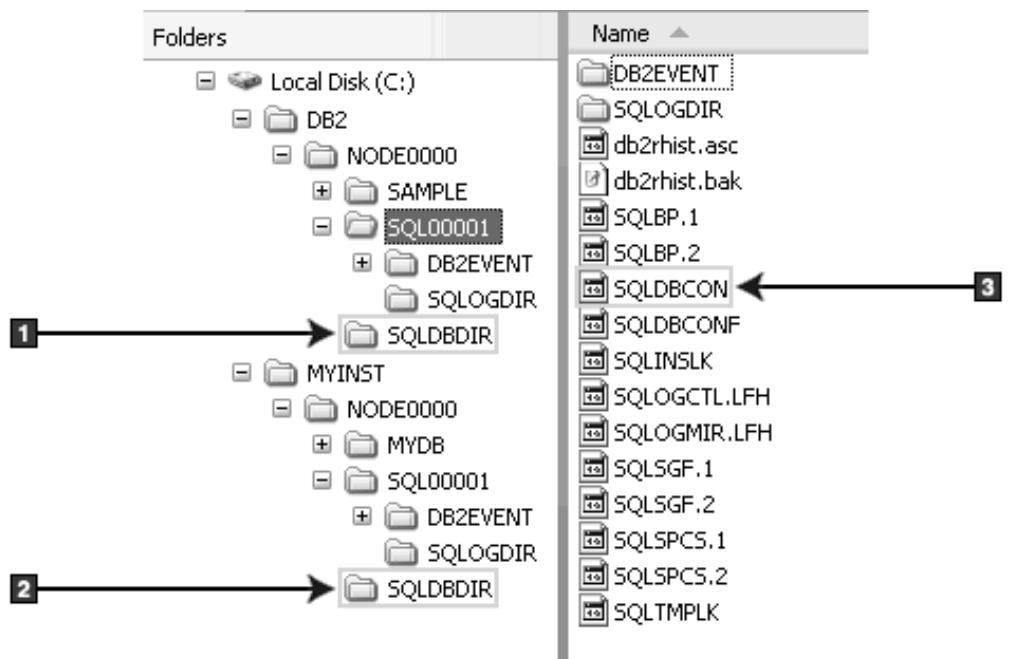 Folders
Local Disk (C:)
DB2
NODE0000
SAMPLE
SQL00001
DB2EVENT
SQLOGDIR
1
SQLDBDIR
MYINST
NODE0000
MYDB
SQL00001
DB2EVENT
SQLOGDIR
2
SQLDBDIR
Name
DB2EVENT
SQLOGDIR
db2rhist.asc
db2rhist.bak
SQLBP.1
SQLBP.2
SQLDBCON
3
SQLDBCONF
SQLINSLK
SQLOGCTL.LFH
SQLOGMIR.LFH
SQLSGF.1
SQLSGF.2
SQLSPCS.1
SQLSPCS.2
SQLTMPLK